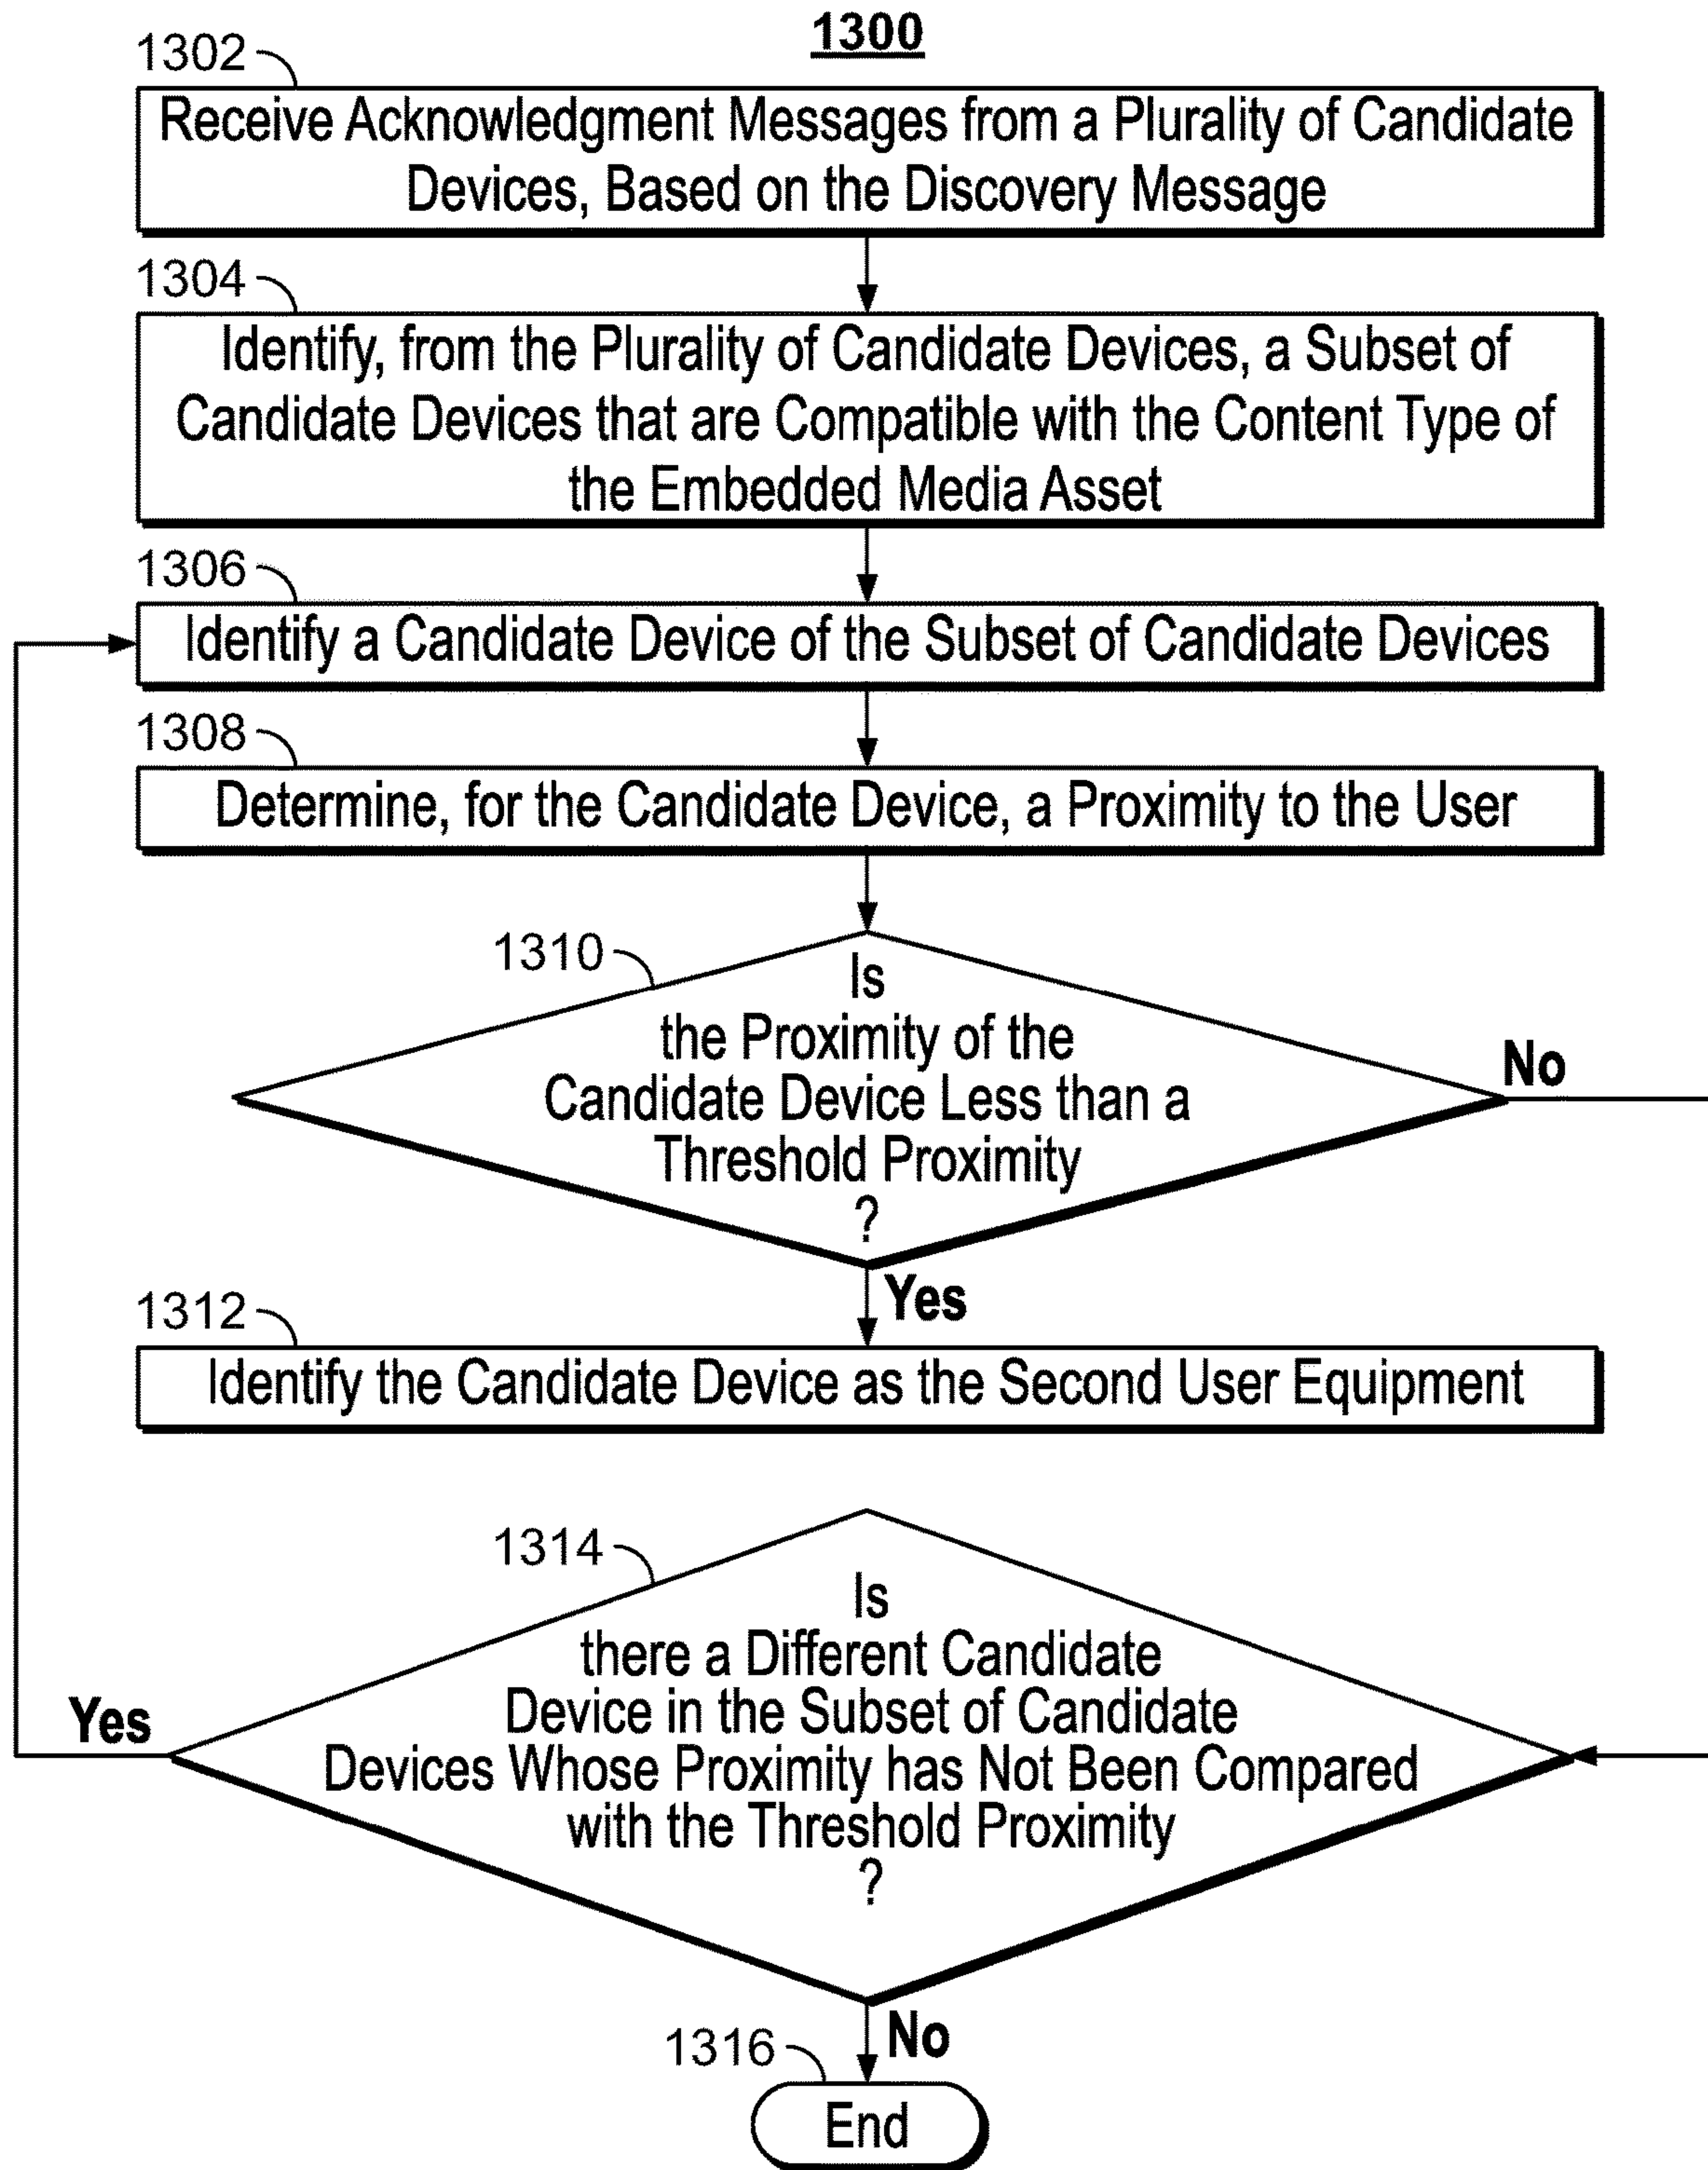 1300
1302
Receive Acknowledgment Messages from a Plurality of Candidate
Devices, Based on the Discovery Message
1304
Identify, from the Plurality of Candidate Devices, a Subset of
Candidate Devices that are Compatible with the Content Type of
the Embedded Media Asset
1306
Identify a Candidate Device of the Subset of Candidate Devices
1308
Determine, for the Candidate Device, a Proximity to the User
1310
Is
the Proximity of the
Candidate Device Less than a
Threshold Proximity
?
No
Yes
1312
Identify the Candidate Device as the Second User Equipment
1314
Is
there a Different Candidate
Device in the Subset of Candidate
Devices Whose Proximity has Not Been Compared
with the Threshold Proximity
?
Yes
No
1316
End